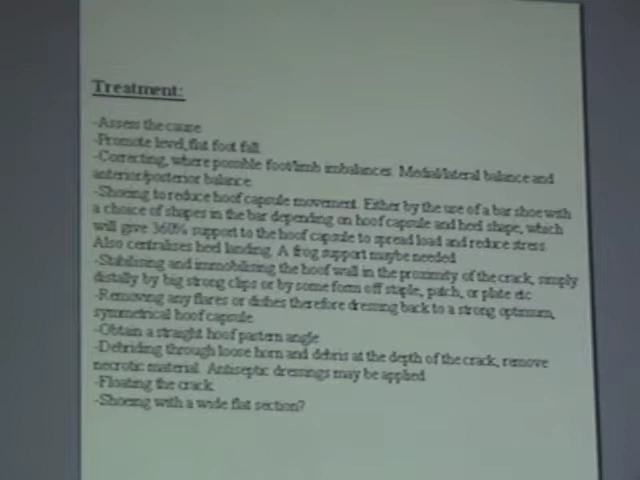 Treatment:
-Assess the cause
-Promote level,flat foot fall
-Correcting, where possible foot/limb imbalances. Medial/lateral balance and
anterior/posterior balance
-Shoeing to reduce hoof capsule movement. Either by the use of a bar shoe with
a choice of shapes in the bar depending on hoof capsule and heel shape, which
will give 360% support to the hoof capsule to spread load and reduce stress.
Also centralises heel landing. A frog support maybe needed
-Stabilising and immobilising the hoof wall in the proximity of the crack, simply
distally by big strong clips or by some form off staple, patch, or plate etc
-Removing any flares or dishes therefore dressing back to a strong optimum,
symmetrical hoof capsule
-Obtain a straight hoof pastern angle
-Debriding through loose horn and debris at the depth of the crack, remove
necrotic material. Antiseptic dressings may be applied
-Floating the crack
-Shoeing with a wide flat section?